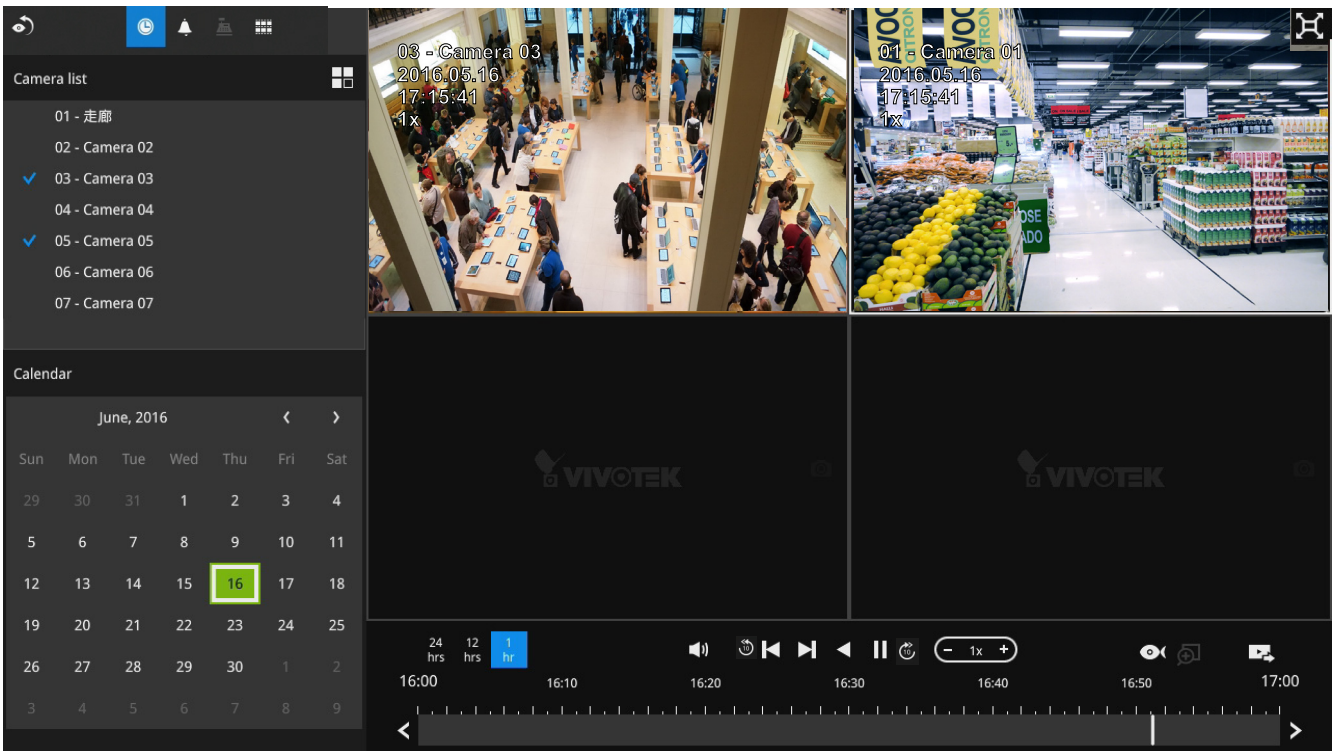 Camera list
01 - 走廊
02 - Camera 02
03 - Camera 03
04 - Camera 04
05 - Camera 05
06 - Camera 06
07 - Camera 07
Calendar
June, 2016
Sun Mon Tue Wed Thu Fri Sat
29 30 31 1 2 3 4
5 6 7 8 9 10 11
12 13 14 15 16 17 18
19 20 21 22 23 24 25
26 27 28 29 30 1 2
3 4 5 6 7 8 9
03 - Camera 03
2016.05.16
17:15:41
1x
01 - Camera 01
2016.05.16
17:15:41
1x
VIVOTEK
VIVOTEK
24 hrs
12 hrs
1 hr
10
10
− 1x +
16:00 16:10 16:20 16:30 16:40 16:50 17:00